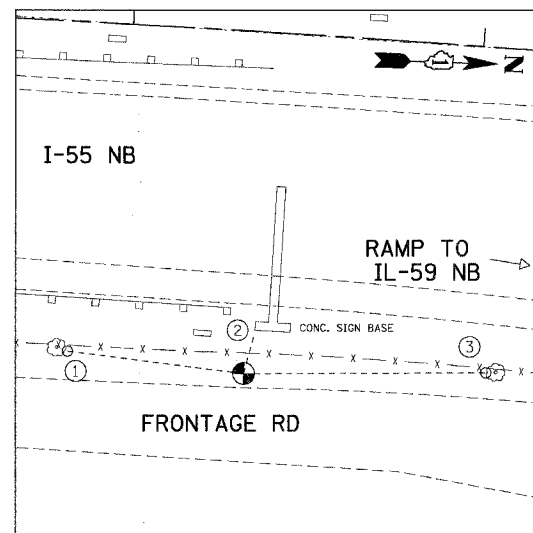 N
I-55 NB
RAMP TO
IL-59 NB
2
CONC. SIGN BASE
3
1
FRONTAGE RD